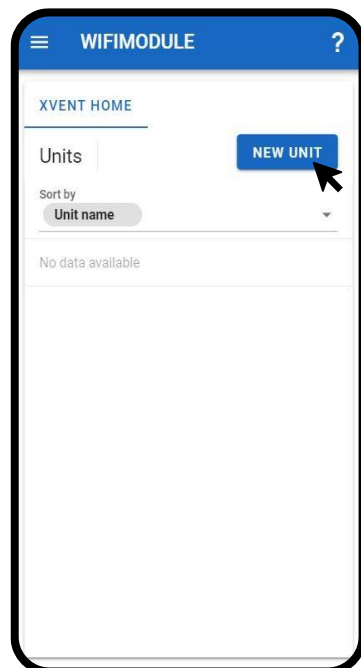 WIFIMODULE ?
XVENT HOME
Units
NEW UNIT
Sort by
Unit name
No data available